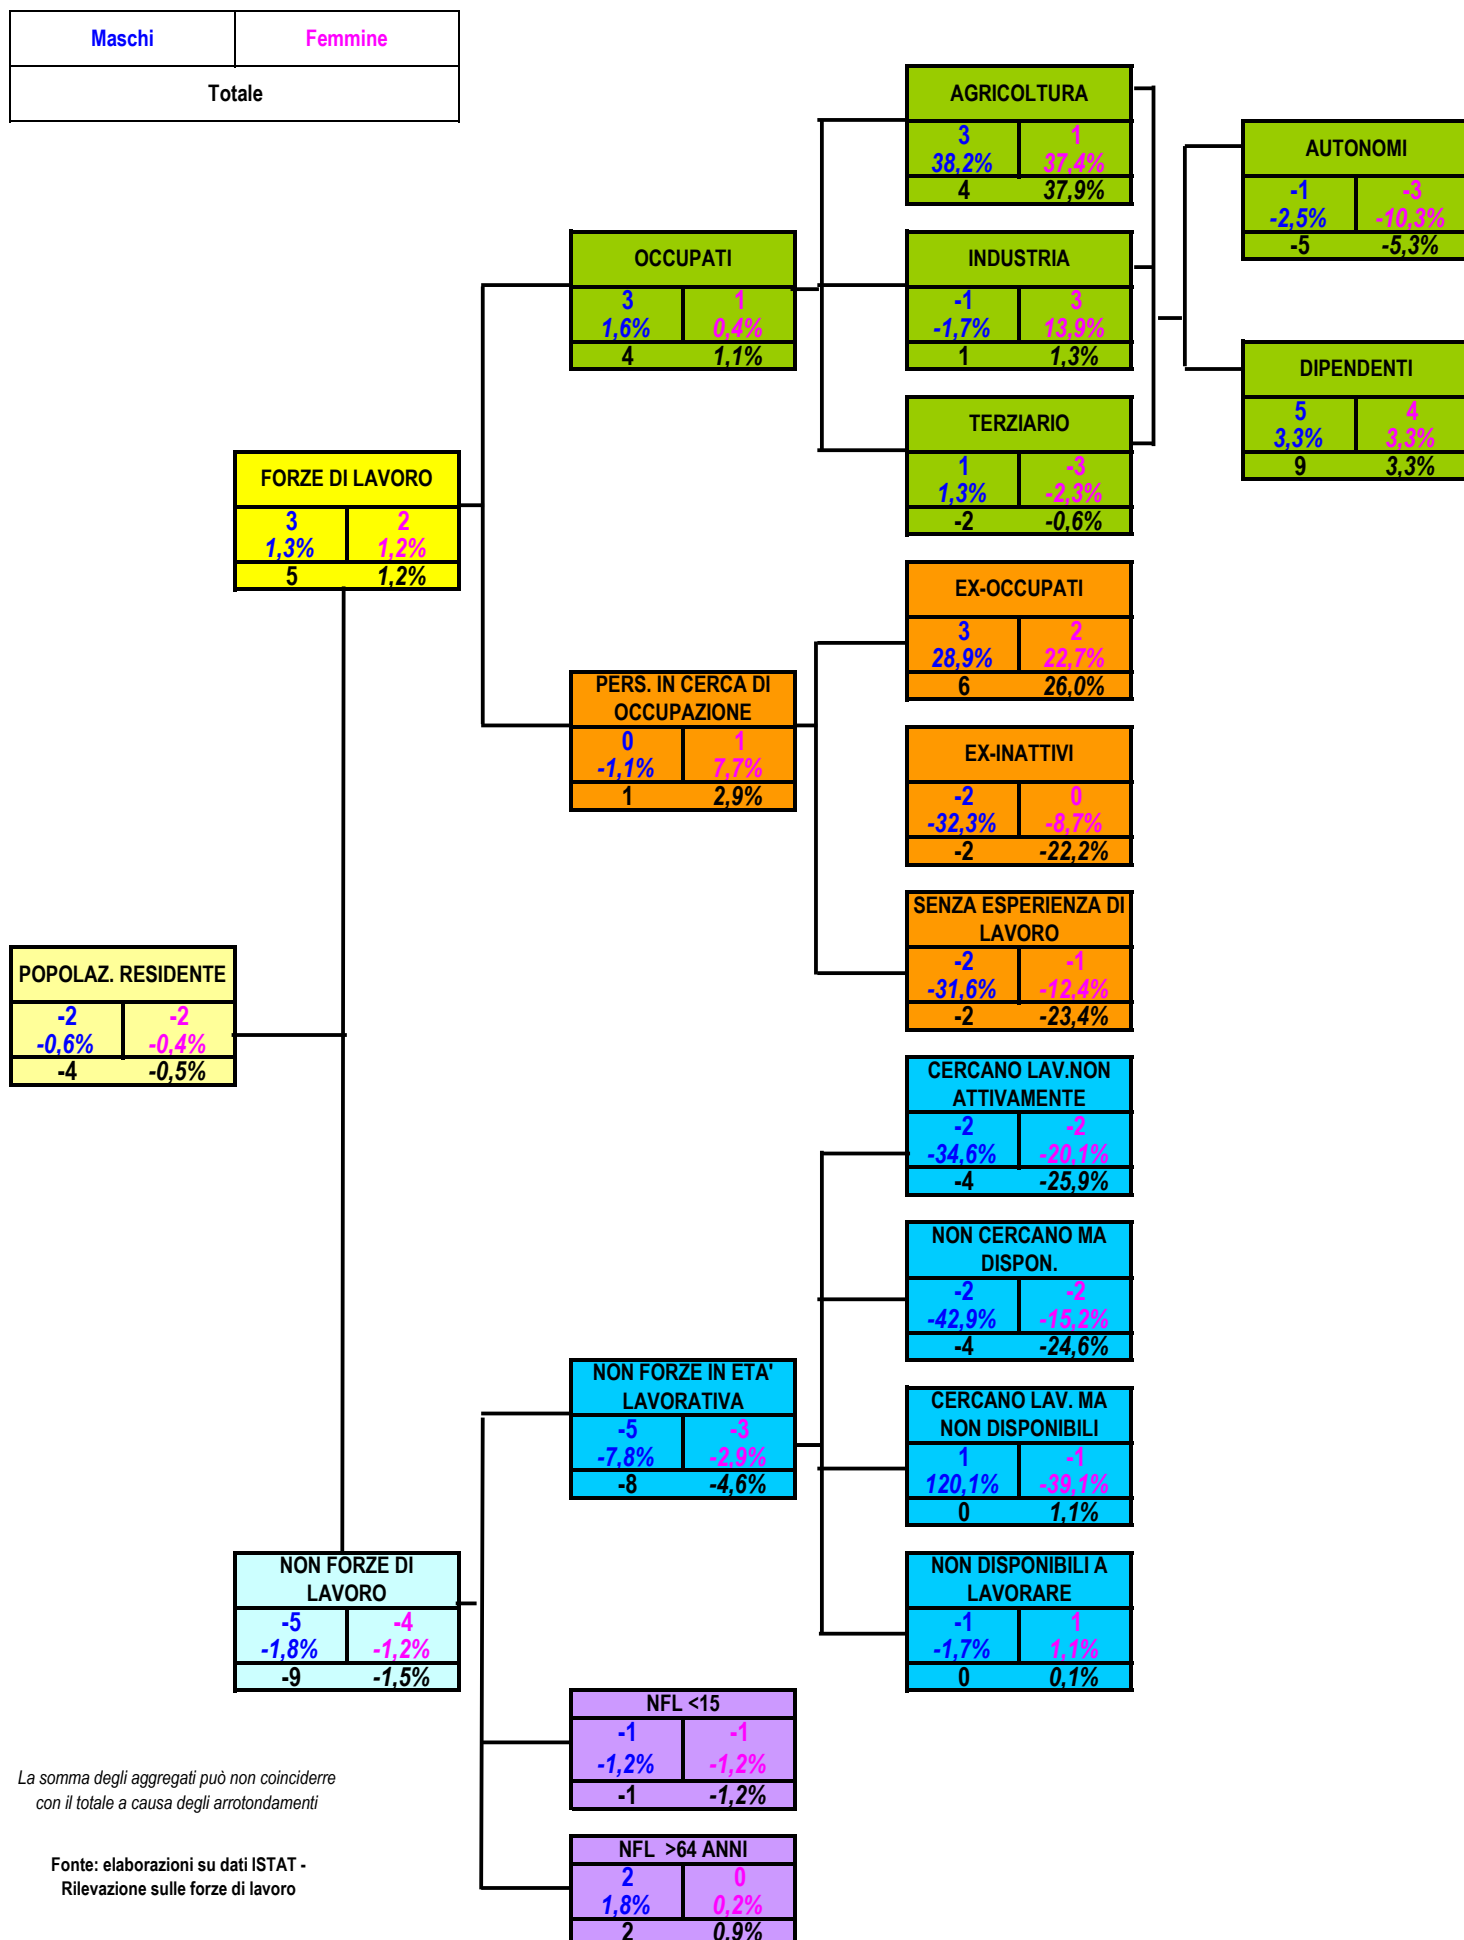 Maschi Femmine
Totale
AGRICOLTURA
3 1
38,2% 37,4%
4 37,9%
AUTONOMI
-1 -3
-2,5% -10,3%
-5 -5,3%
OCCUPATI
3 1
1,6% 0,4%
4 1,1%
INDUSTRIA
-1 3
-1,7% 13,9%
1 1,3%
DIPENDENTI
5 4
3,3% 3,3%
9 3,3%
TERZIARIO
1 -3
1,3% -2,3%
-2 -0,6%
FORZE DI LAVORO
3 2
1,3% 1,2%
5 1,2%
EX-OCCUPATI
3 2
28,9% 22,7%
6 26,0%
PERS. IN CERCA DI
OCCUPAZIONE
0 1
-1,1% 7,7%
1 2,9%
EX-INATTIVI
-2 0
-32,3% -8,7%
-2 -22,2%
SENZA ESPERIENZA DI
LAVORO
-2 -1
-31,6% -12,4%
-2 -23,4%
POPOLAZ. RESIDENTE
-2 -2
-0,6% -0,4%
-4 -0,5%
CERCANO LAV.NON
ATTIVAMENTE
-2 -2
-34,6% -20,1%
-4 -25,9%
NON CERCANO MA
DISPON.
-2 -2
-42,9% -15,2%
-4 -24,6%
NON FORZE IN ETA'
LAVORATIVA
-5 -3
-7,8% -2,9%
-8 -4,6%
CERCANO LAV. MA
NON DISPONIBILI
1 -1
120,1% -39,1%
0 1,1%
NON FORZE DI
LAVORO
-5 -4
-1,8% -1,2%
-9 -1,5%
NON DISPONIBILI A
LAVORARE
-1 1
-1,7% 1,1%
0 0,1%
NFL <15
-1 -1
-1,2% -1,2%
-1 -1,2%
La somma degli aggregati può non coinciderre
con il totale a causa degli arrotondamenti
NFL >64 ANNI
2 0
1,8% 0,2%
2 0,9%
Fonte: elaborazioni su dati ISTAT -
Rilevazione sulle forze di lavoro